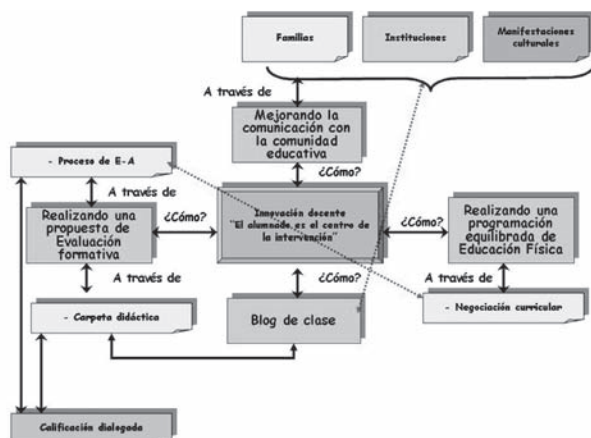 Familias
Instituciones
Manifestaciones
culturales
A través de
Mejorando la
comunicación con
la comunidad
educativa
- Proceso de E-A
¿Cómo?
A través de
Realizando una
propuesta de
Evaluación
formativa
¿Cómo?
Innovación docente
"El alumnado es el centro de
la intervención"
¿Cómo?
Realizando una
programación
equilibrada de
Educación Física
A través de
¿Cómo?
A través de
- Carpeta didáctica
Blog de clase
- Negociación curricular
Calificación dialogada